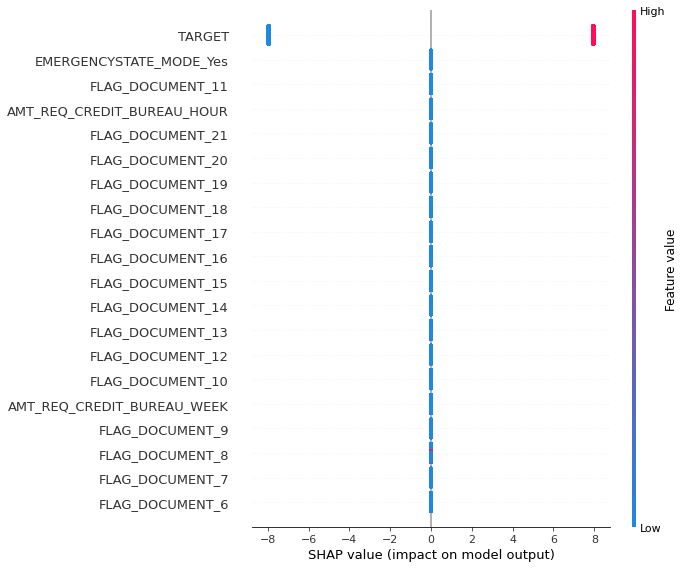 High
TARGET
EMERGENCYSTATE_MODE_Yes
FLAG_DOCUMENT_11
AMT_REQ_CREDIT_BUREAU_HOUR
FLAG_DOCUMENT_21
FLAG_DOCUMENT_20
FLAG_DOCUMENT_19
FLAG_DOCUMENT_18
FLAG_DOCUMENT_17
FLAG_DOCUMENT_16
FLAG_DOCUMENT_15
FLAG_DOCUMENT_14
FLAG_DOCUMENT_13
FLAG_DOCUMENT_12
FLAG_DOCUMENT_10
AMT_REQ_CREDIT_BUREAU_WEEK
FLAG_DOCUMENT_9
FLAG_DOCUMENT_8
FLAG_DOCUMENT_7
FLAG_DOCUMENT_6
Feature value
Low
−8 −6 −4 −2 0 2 4 6 8
SHAP value (impact on model output)